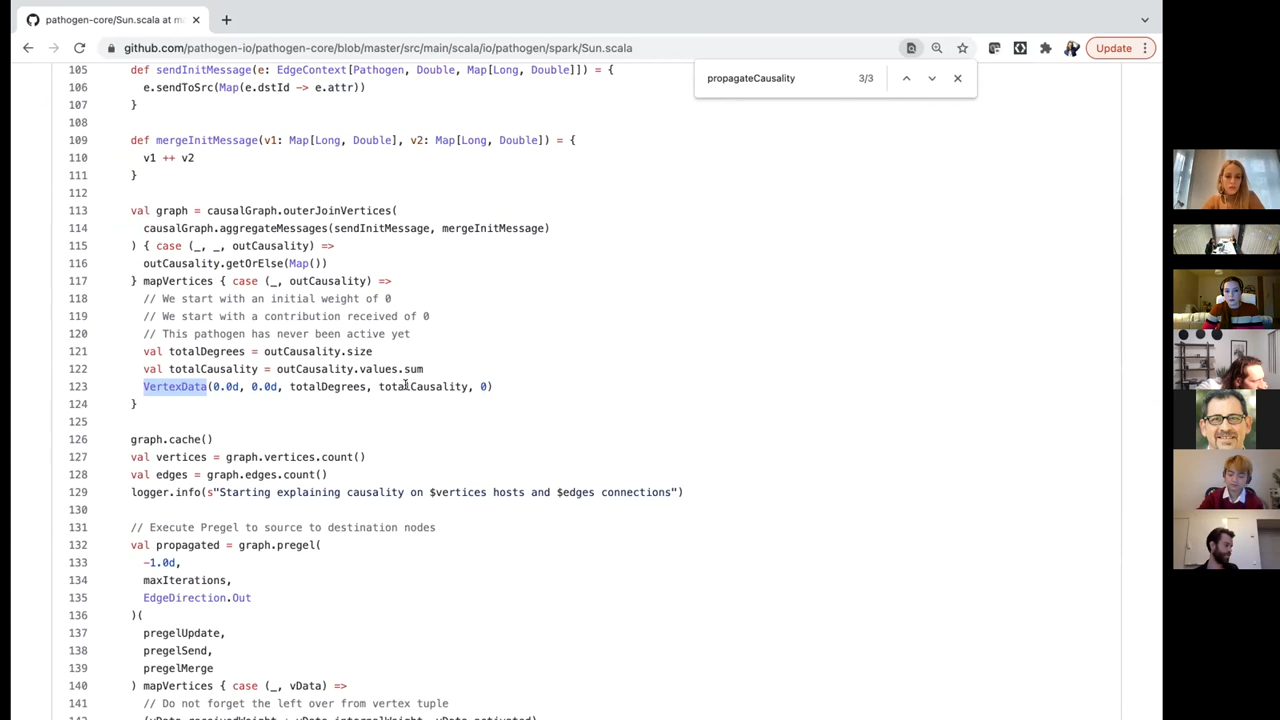 pathogen-core/Sun.scala at ma
github.com/pathogen-io/pathogen-core/blob/master/src/main/scala/io/pathogen/spark/Sun.scala
Update
propagateCausality 3/3
105 def sendInitMessage(e: EdgeContext[Pathogen, Double, Map[Long, Double]]) = {
106 e.sendToSrc(Map(e.dstId -> e.attr))
107 }
108
109 def mergeInitMessage(v1: Map[Long, Double], v2: Map[Long, Double]) = {
110 v1 ++ v2
111 }
112
113 val graph = causalGraph.outerJoinVertices(
114 causalGraph.aggregateMessages(sendInitMessage, mergeInitMessage)
115 ) { case (_, _, outCausality) =>
116 outCausality.getOrElse(Map())
117 } mapVertices { case (_, outCausality) =>
118 // We start with an initial weight of 0
119 // We start with a contribution received of 0
120 // This pathogen has never been active yet
121 val totalDegrees = outCausality.size
122 val totalCausality = outCausality.values.sum
123 VertexData(0.0d, 0.0d, totalDegrees, totalCausality, 0)
124 }
125
126 graph.cache()
127 val vertices = graph.vertices.count()
128 val edges = graph.edges.count()
129 logger.info(s"Starting explaining causality on $vertices hosts and $edges connections")
130
131 // Execute Pregel to source to destination nodes
132 val propagated = graph.pregel(
133 -1.0d,
134 maxIterations,
135 EdgeDirection.Out
136 )(
137 pregelUpdate,
138 pregelSend,
139 pregelMerge
140 ) mapVertices { case (_, vData) =>
141 // Do not forget the left over from vertex tuple